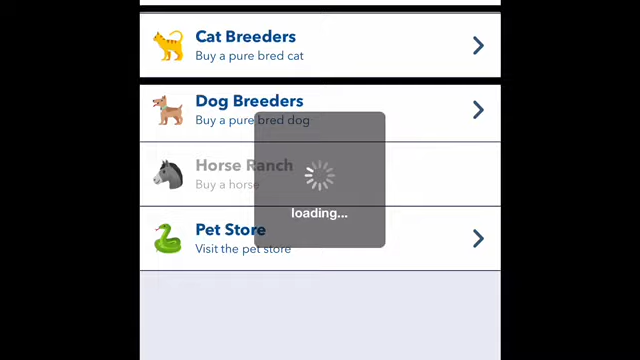 Cat Breeders
Buy a pure bred cat
Dog Breeders
Buy a pure bred dog
Horse Ranch
Buy a horse
loading...
Pet Store
Visit the pet store